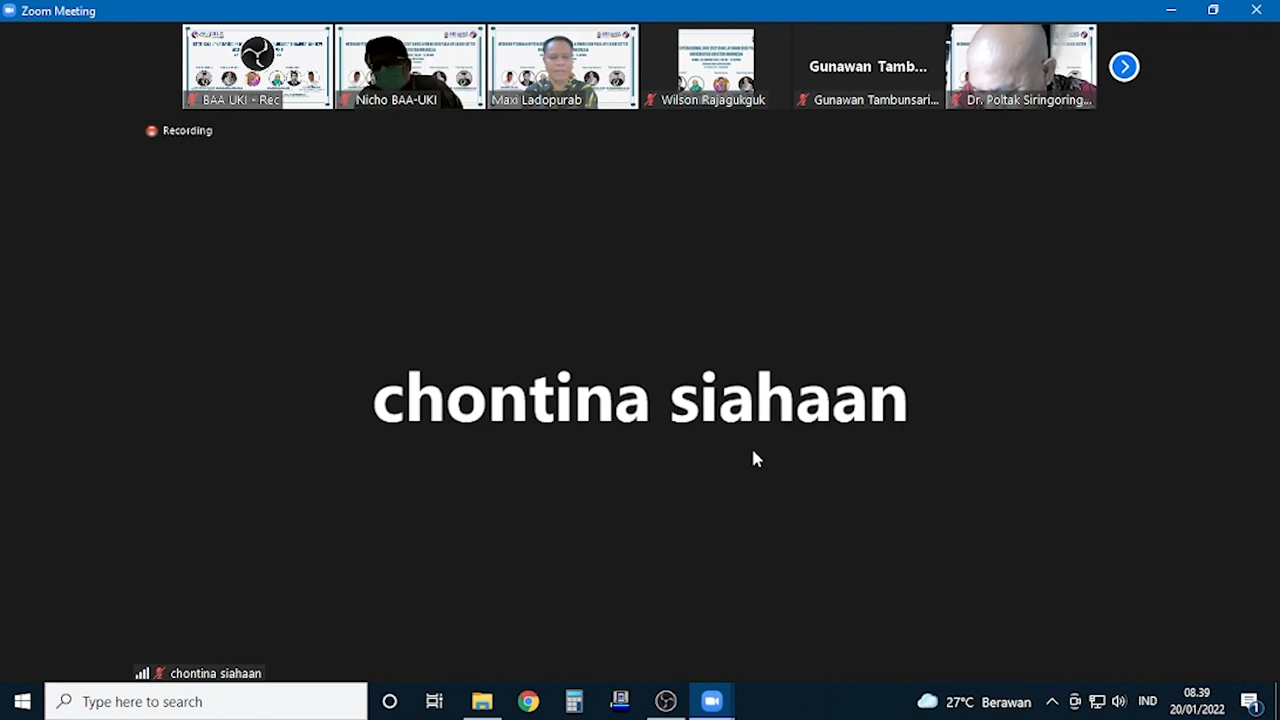 Zoom Meeting
BAA UKI - Rec
Nicho BAA-UKI
Maxi Ladopurab
Wilson Rajagukguk
Gunawan Tamb...
Gunawan Tambunsari...
Dr. Poltak Siringoring...
Recording
chontina siahaan
chontina siahaan
Type here to search
27°C Berawan
IND
08.39
20/01/2022
1